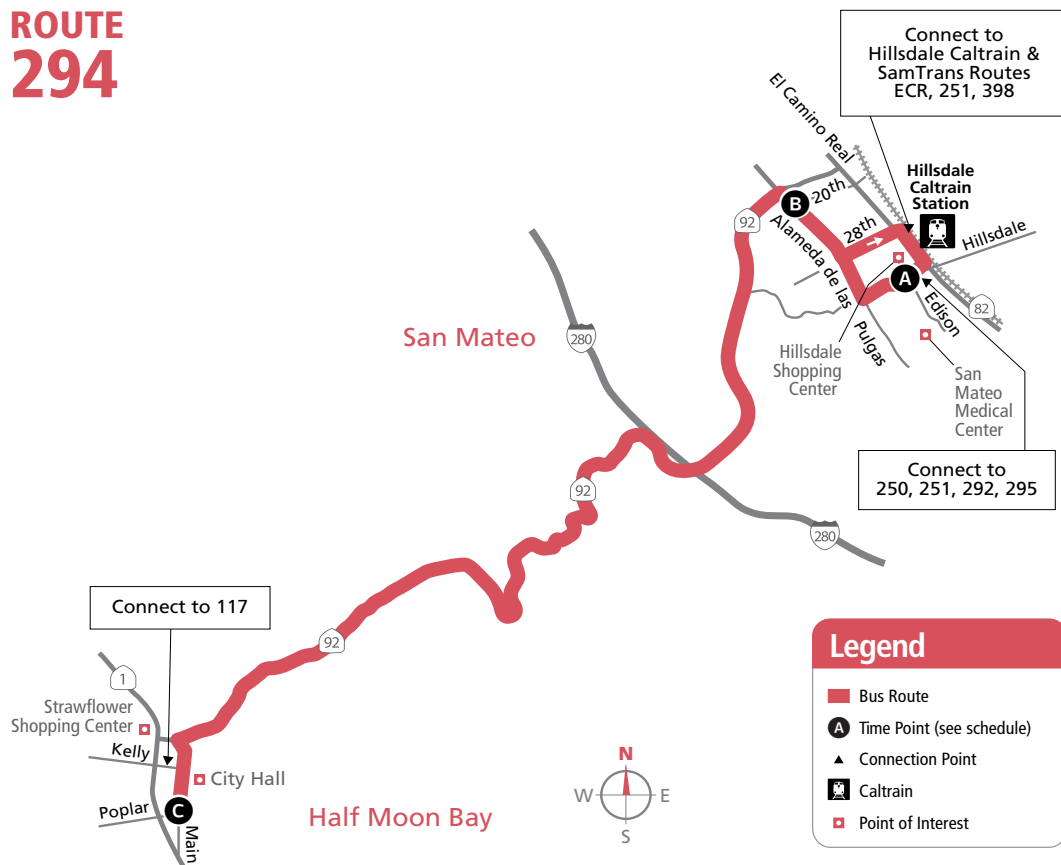 ROUTE
294
Connect to
Hillsdale Caltrain &
SamTrans Routes
ECR, 251, 398
El Camino Real
Hillsdale
Caltrain
Station
20th
B
92
28th
Hillsdale
Alameda de las
Pulgas
A
Edison
82
San Mateo
280
Hillsdale
Shopping
Center
San
Mateo
Medical
Center
Connect to
250, 251, 292, 295
92
280
Connect to 117
92
1
Strawflower
Shopping Center
Kelly
City Hall
Poplar
C
Main
Half Moon Bay
N
W
E
S
Legend
Bus Route
A Time Point (see schedule)
Connection Point
Caltrain
Point of Interest